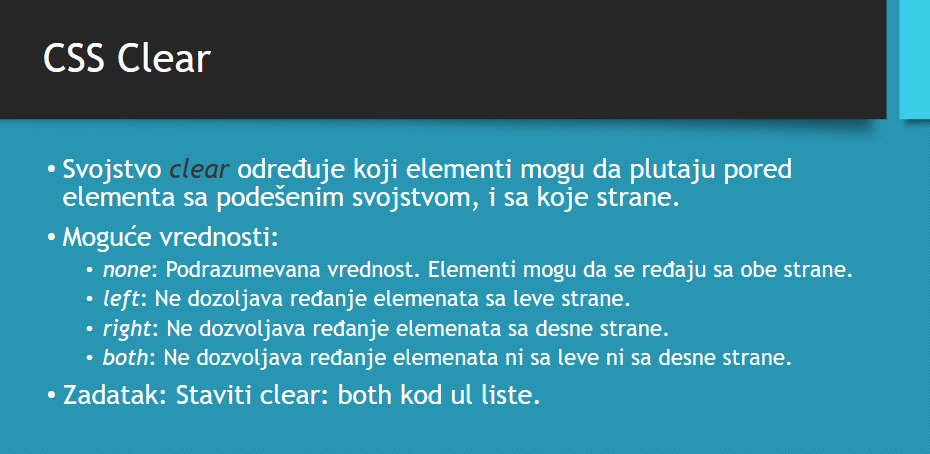 CSS Clear
• Svojstvo clear određuje koji elementi mogu da plutaju pored
elementa sa podešenim svojstvom, i sa koje strane.
• Moguće vrednosti:
• none: Podrazumevana vrednost. Elementi mogu da se ređaju sa obe strane.
• left: Ne dozoljava ređanje elemenata sa leve strane.
• right: Ne dozvoljava ređanje elemenata sa desne strane.
• both: Ne dozvoljava ređanje elemenata ni sa leve ni sa desne strane.
• Zadatak: Staviti clear: both kod ul liste.